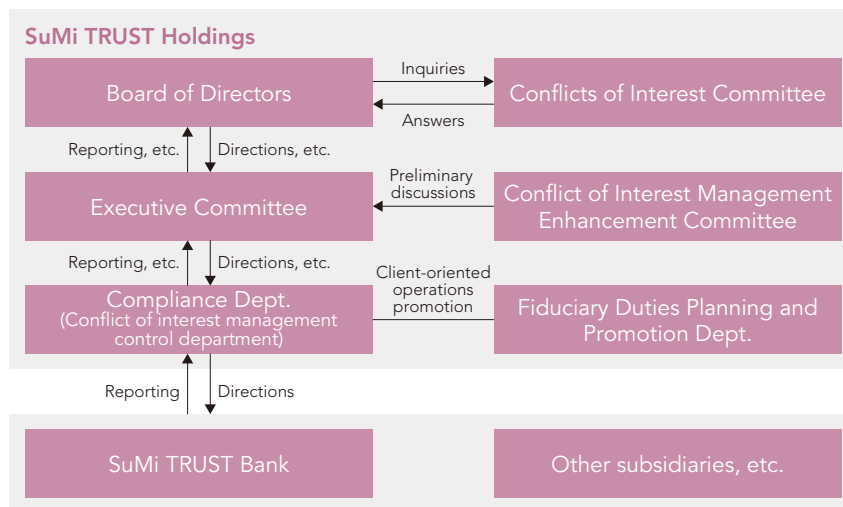 SuMi TRUST Holdings
Board of Directors
Inquiries
Answers
Conflicts of Interest Committee
Reporting, etc.
Directions, etc.
Executive Committee
Preliminary
discussions
Conflict of Interest Management
Enhancement Committee
Reporting, etc.
Directions, etc.
Compliance Dept.
(Conflict of interest management
control department)
Client-oriented
operations
promotion
Fiduciary Duties Planning and
Promotion Dept.
Reporting
Directions
SuMi TRUST Bank
Other subsidiaries, etc.